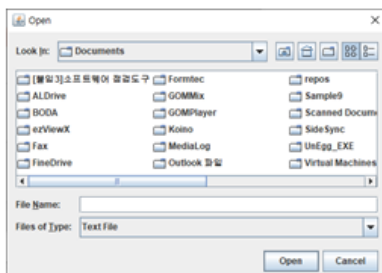 Open
Look In: Documents
[붙임3]소프트웨어 점검도구
Formtec
repos
ALDrive
GOMMix
Sample9
BODA
GOMPlayer
Scanned Docume
ezViewX
Koino
SideSync
Fax
MediaLog
UnEgg_EXE
FineDrive
Outlook 파일
Virtual Machines
File Name:
Files of Type: Text File
Open
Cancel